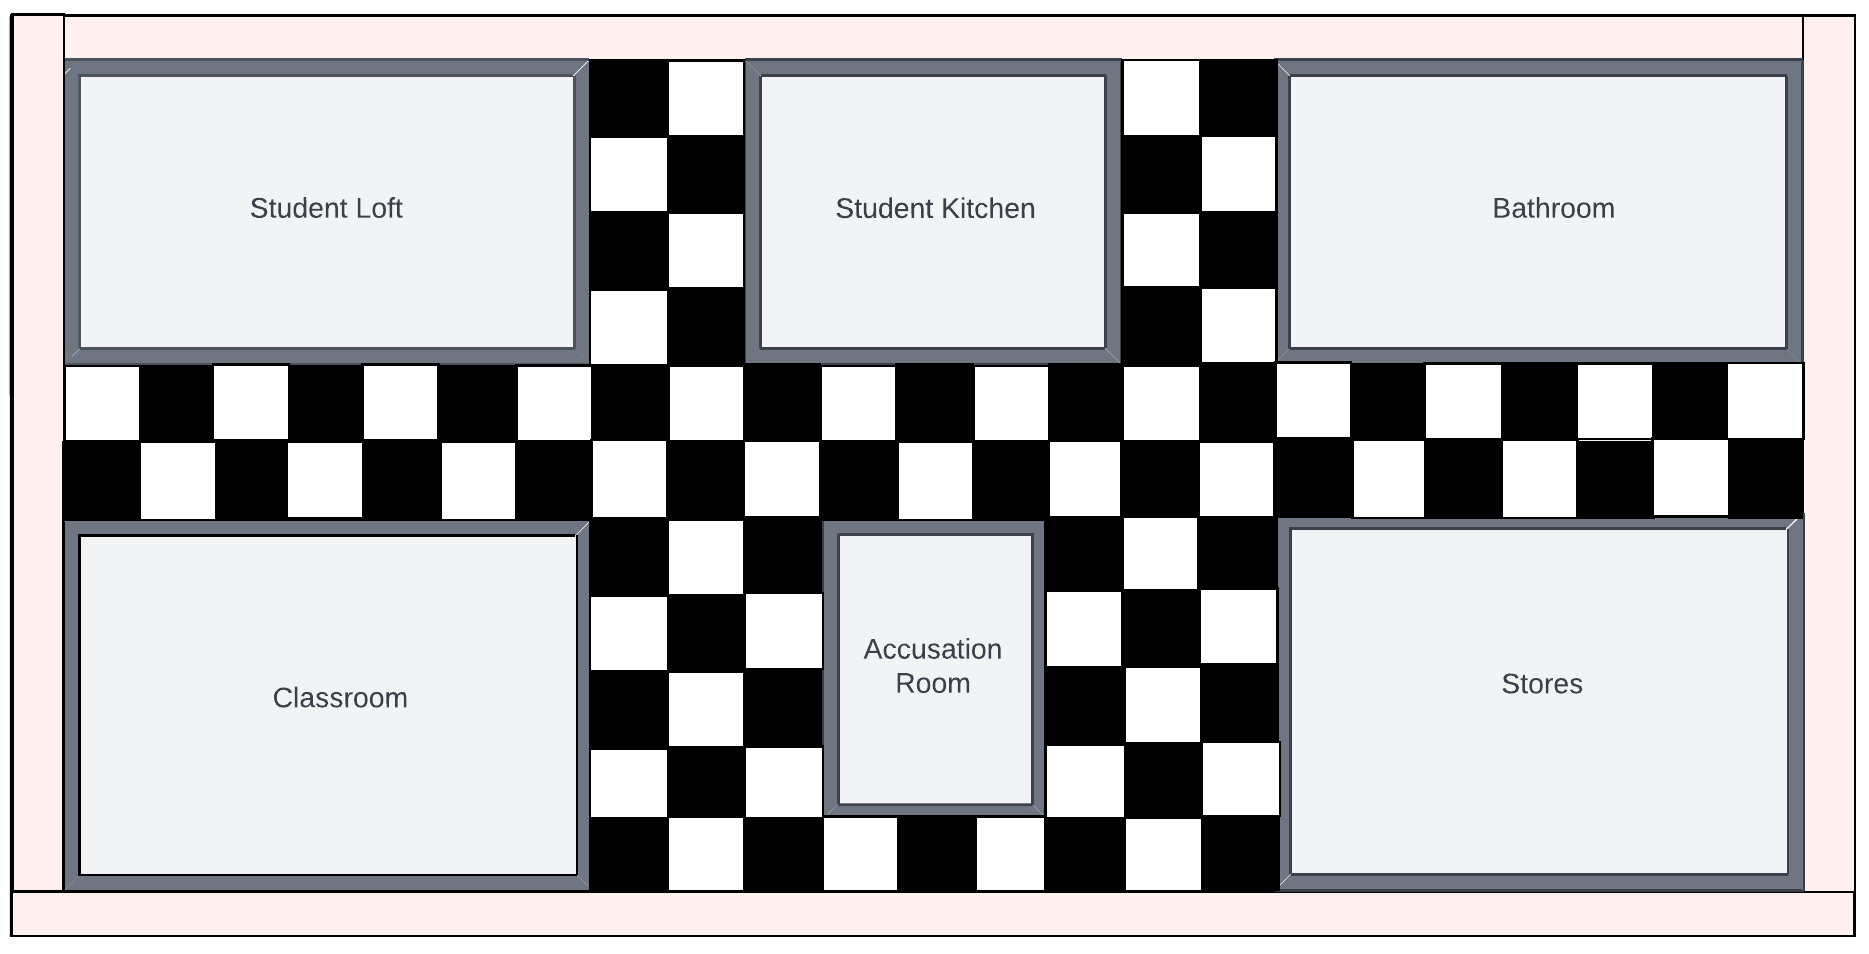 Student Loft
Student Kitchen
Bathroom
Classroom
Accusation
Room
Stores